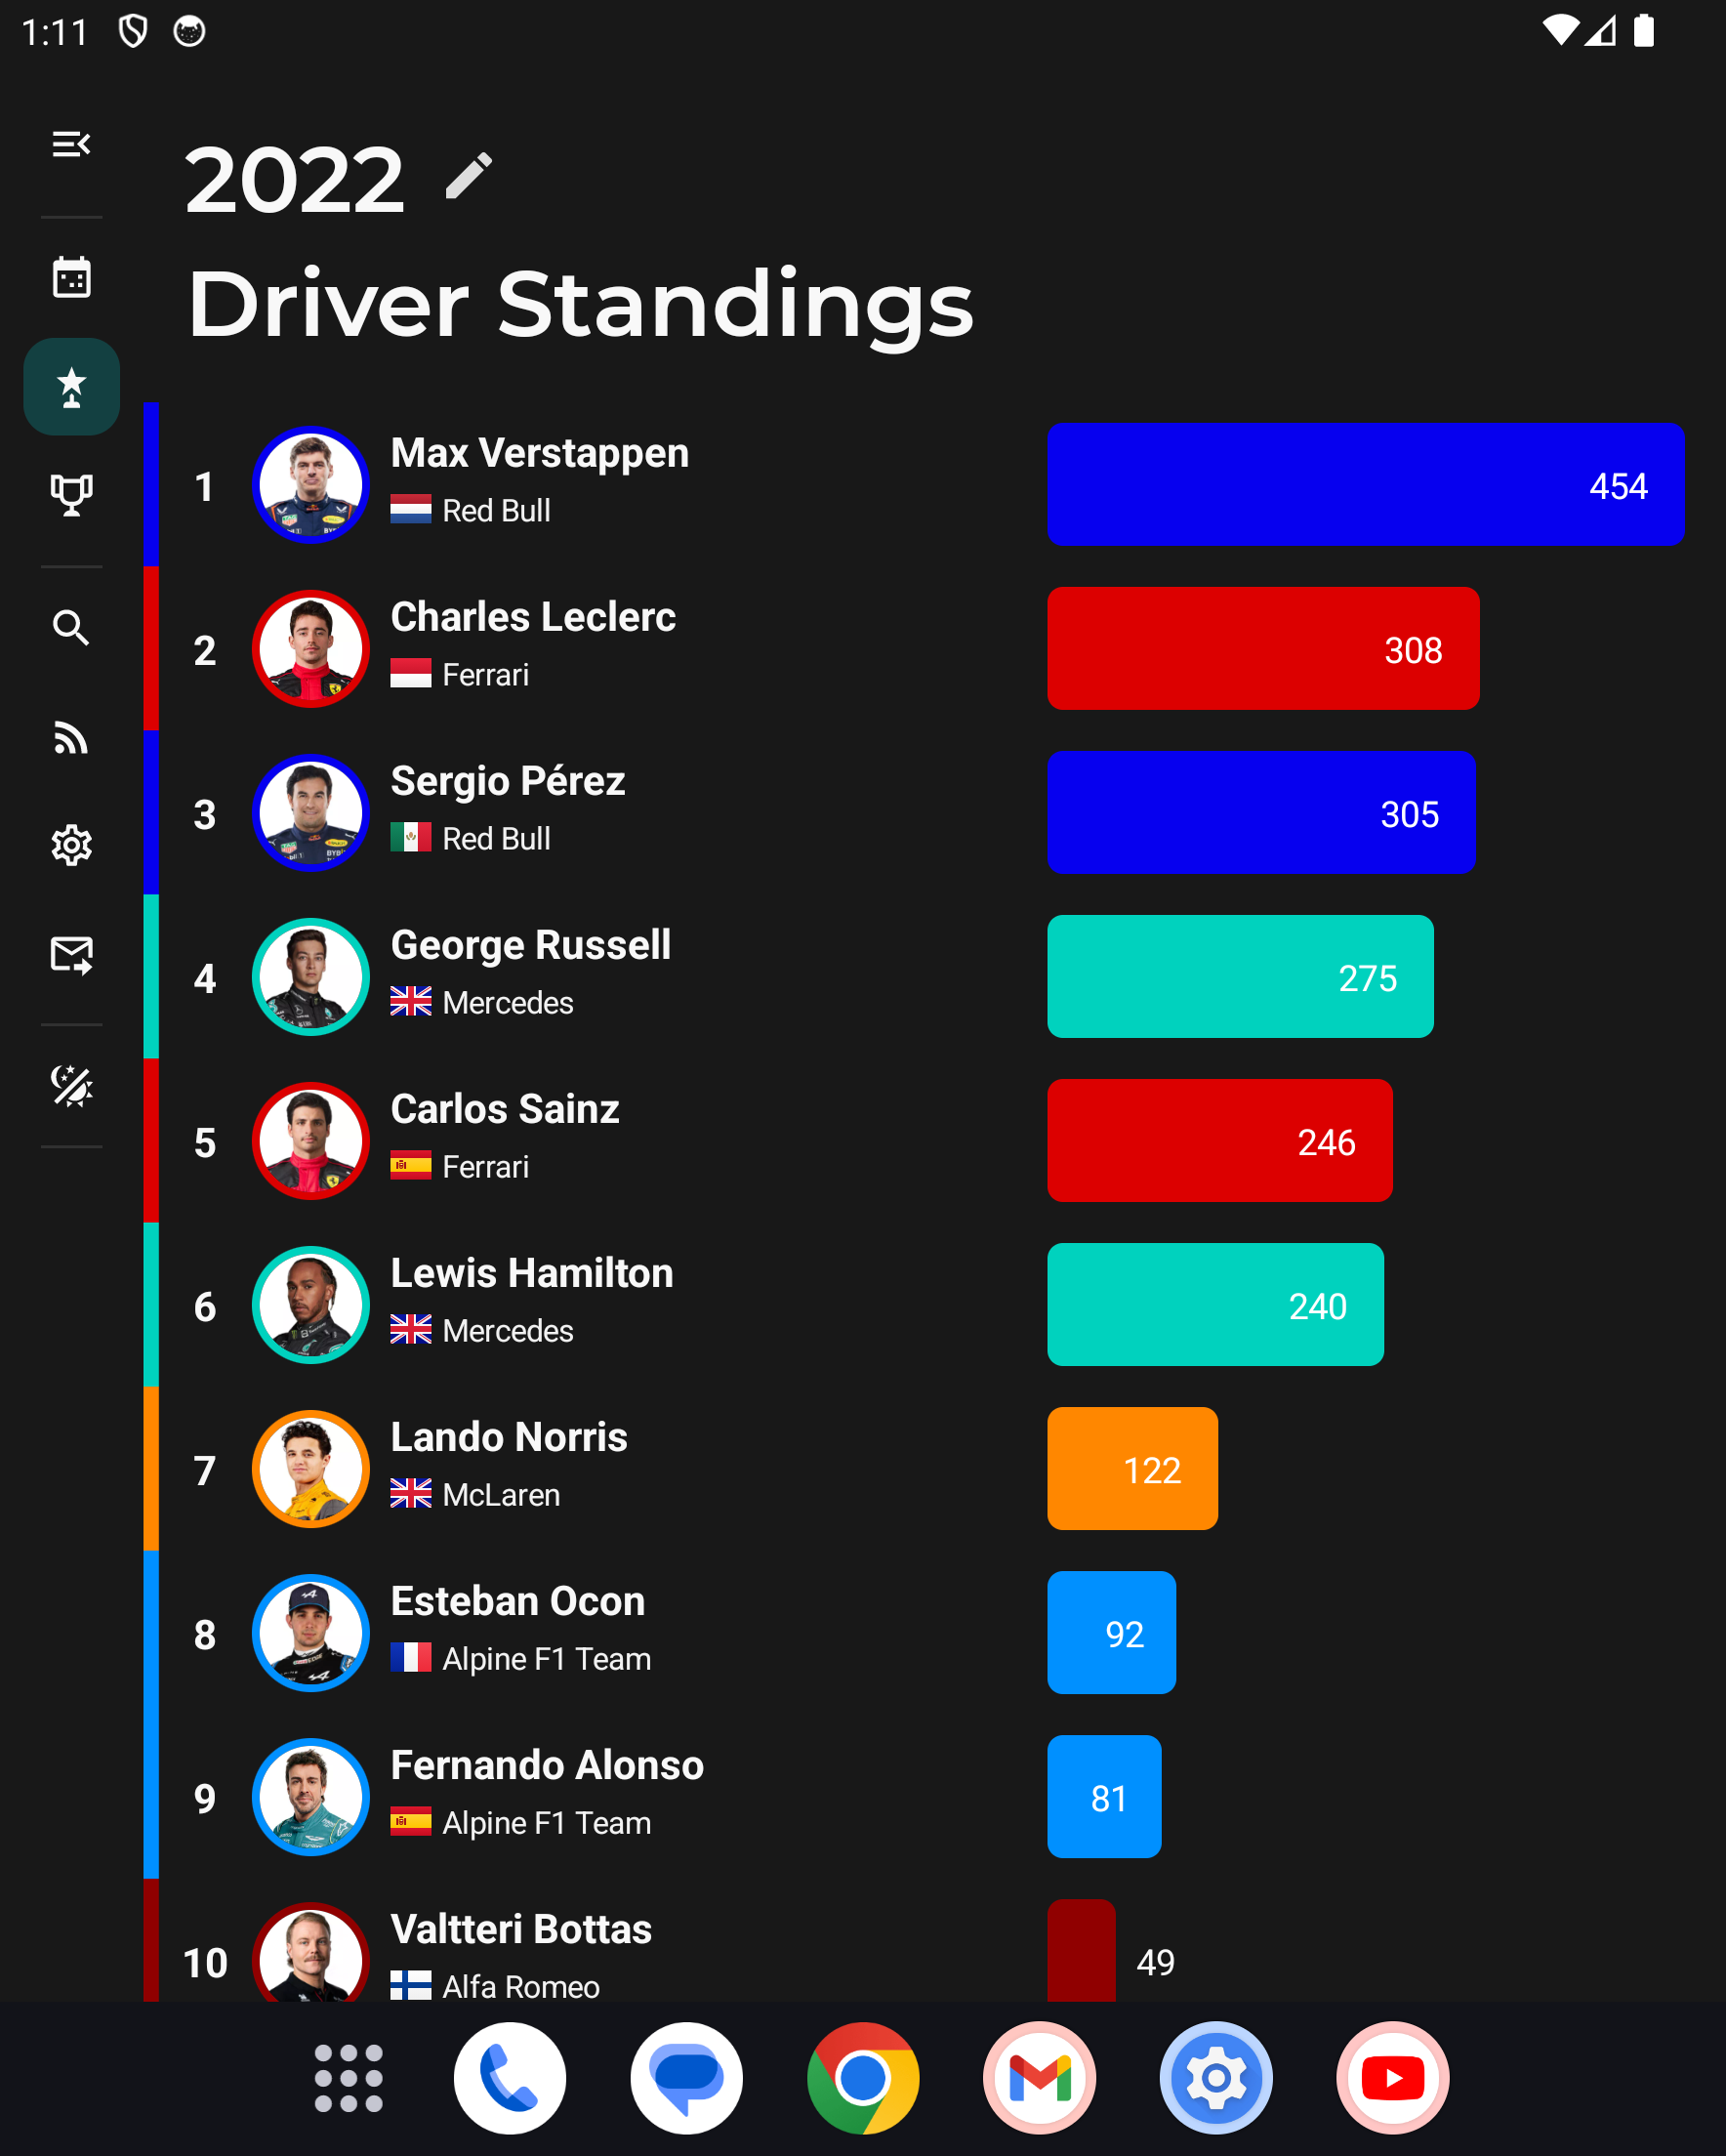 1:11
2022
Driver Standings
1 Max Verstappen 454
Red Bull
2 Charles Leclerc 308
Ferrari
3 Sergio Pérez 305
Red Bull
4 George Russell 275
Mercedes
5 Carlos Sainz 246
Ferrari
6 Lewis Hamilton 240
Mercedes
7 Lando Norris 122
McLaren
8 Esteban Ocon 92
Alpine F1 Team
9 Fernando Alonso 81
Alpine F1 Team
10 Valtteri Bottas 49
Alfa Romeo